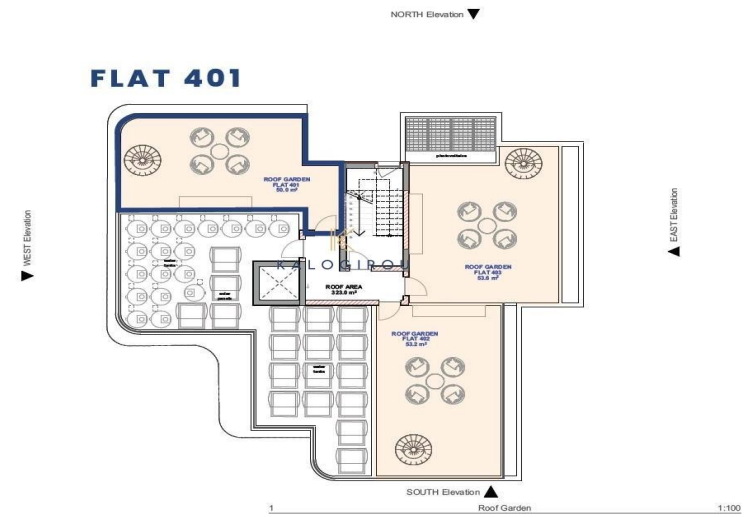 NORTH Elevation
FLAT 401
photovoltaics
ROOF GARDEN
FLAT 401
50.0 m²
WEST Elevation
EAST Elevation
KALOGIROU
ROOF GARDEN
FLAT 403
53.6 m²
ROOF AREA
323.0 m²
ROOF GARDEN
FLAT 402
53.2 m²
SOUTH Elevation
1
Roof Garden
1:100